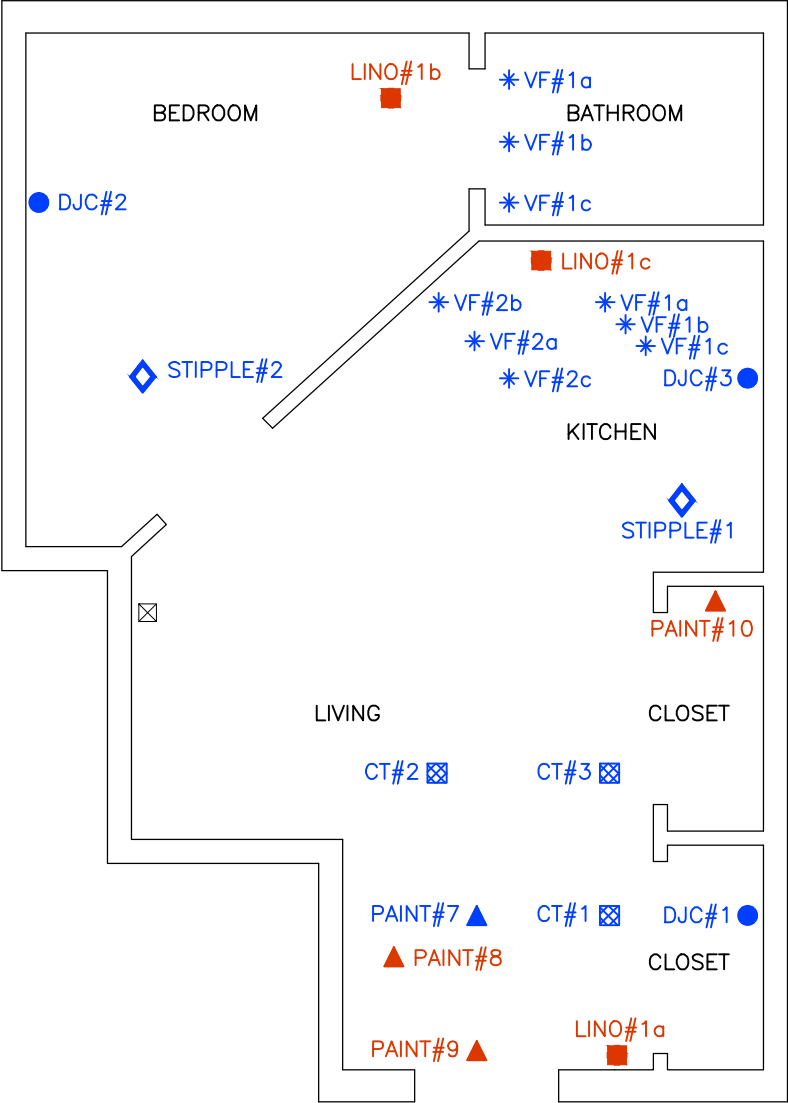 LINO#1b
VF#1a
BEDROOM
BATHROOM
VF#1b
DJC#2
VF#1c
LINO#1c
VF#2b
VF#1a
VF#1b
VF#2a
VF#1c
STIPPLE#2
VF#2c
DJC#3
KITCHEN
STIPPLE#1
PAINT#10
LIVING
CLOSET
CT#2
CT#3
PAINT#7
CT#1
DJC#1
PAINT#8
CLOSET
LINO#1a
PAINT#9